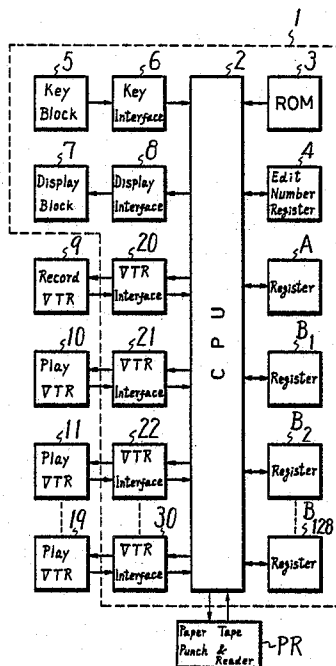 1
5 6 2 3
Key Block
Key Interface
ROM
7 8 4
Display Block
Display Interface
Edit Number Register
9 20 A
Record VTR
VTR Interface
Register
10 21 B1
Play VTR
VTR Interface
Register
CPU
11 22 B2
Play VTR
VTR Interface
Register
19 30 B128
Play VTR
VTR Interface
Register
Paper Tape
Punch & Reader
PR